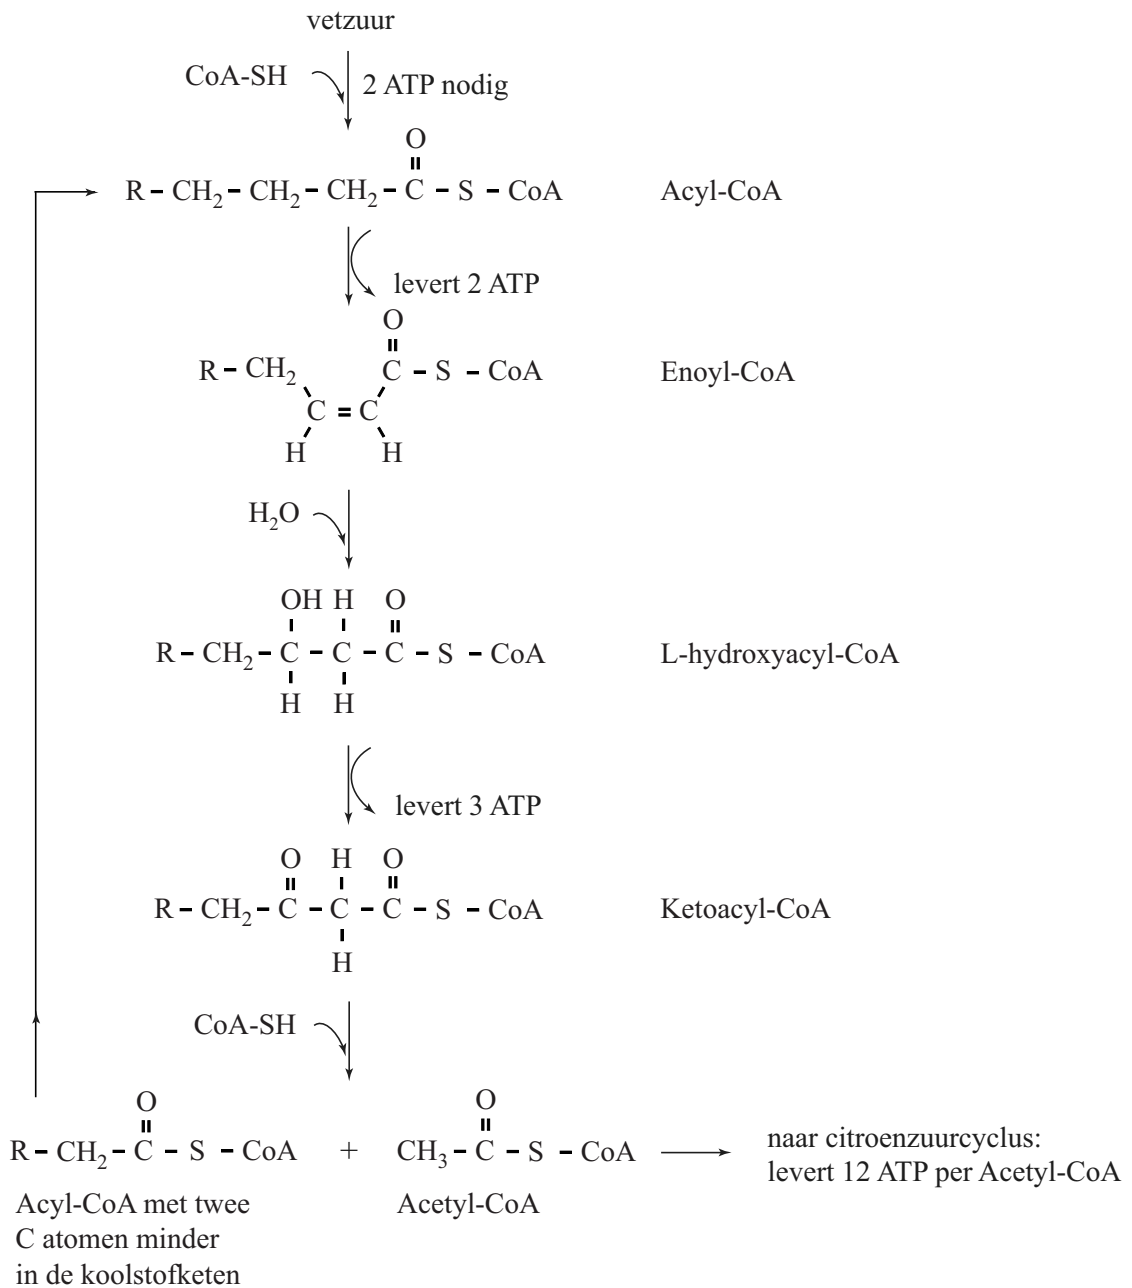 vetzuur
CoA-SH
2 ATP nodig
O
R – CH₂ – CH₂ – CH₂ – C – S – CoA
Acyl-CoA
levert 2 ATP
O
R – CH₂ C – S – CoA
Enoyl-CoA
C = C
H H
H₂O
OH H O
R – CH₂ – C – C – C – S – CoA
L-hydroxyacyl-CoA
H H
levert 3 ATP
O H O
R – CH₂ – C – C – C – S – CoA
Ketoacyl-CoA
H
CoA-SH
O O
R – CH₂ – C – S – CoA + CH₃ – C – S – CoA
naar citroenzuurcyclus:
levert 12 ATP per Acetyl-CoA
Acyl-CoA met twee
C atomen minder
in de koolstofketen
Acetyl-CoA